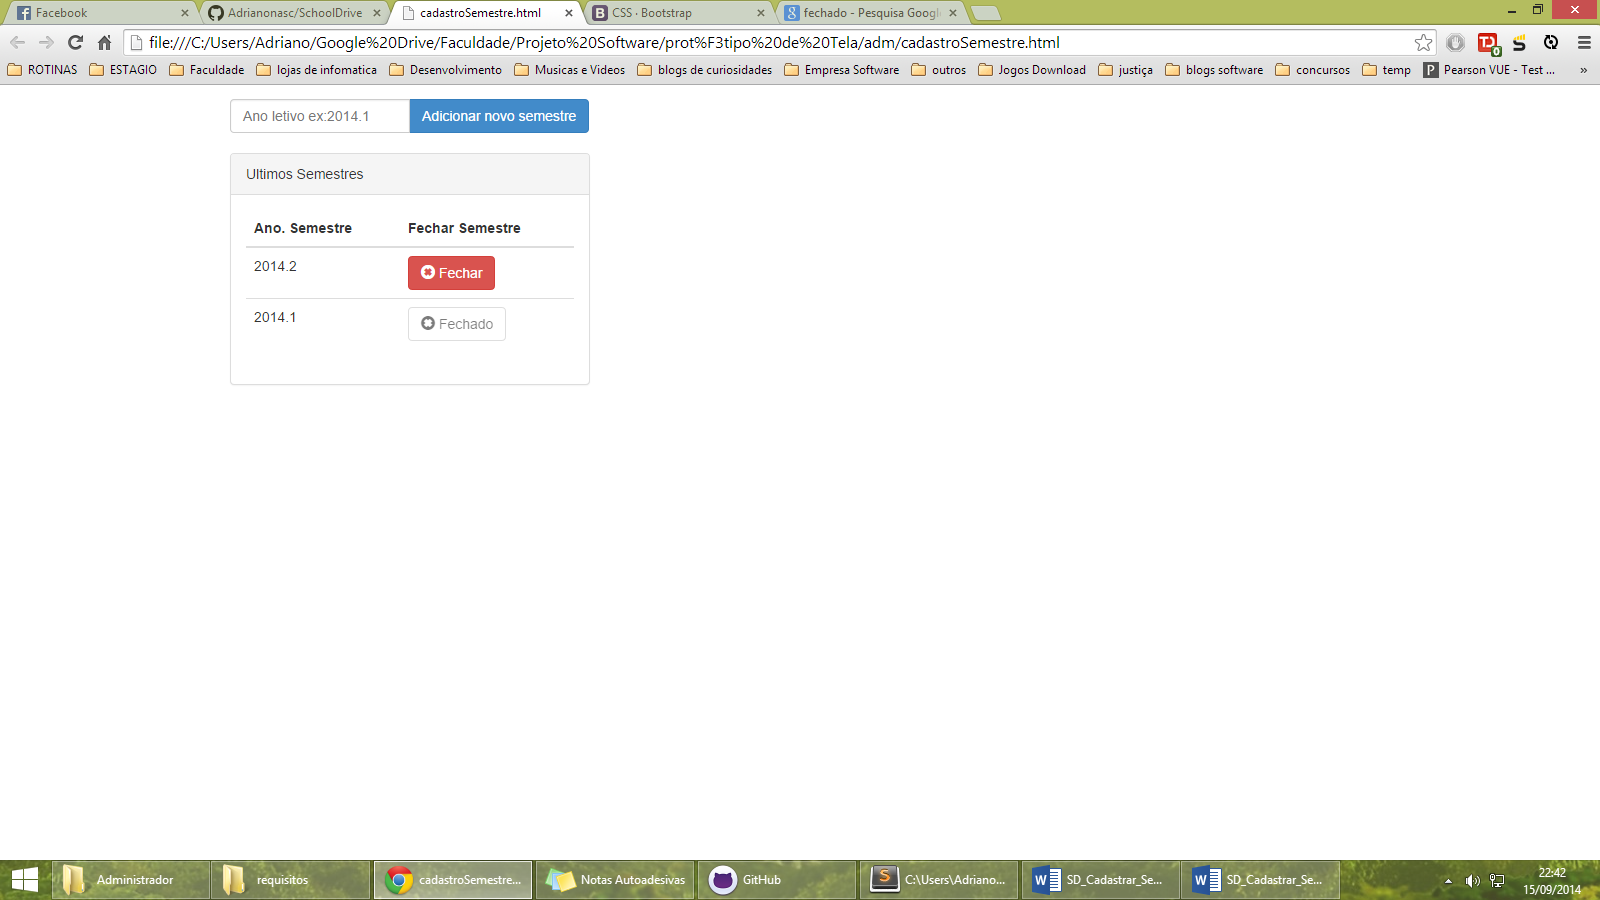 Facebook
Adrianonasc/SchoolDrive
cadastroSemestre.html
CSS · Bootstrap
fechado - Pesquisa Googl
file:///C:/Users/Adriano/Google%20Drive/Faculdade/Projeto%20Software/prot%F3tipo%20de%20Tela/adm/cadastroSemestre.html
ROTINAS ESTAGIO Faculdade lojas de infomatica Desenvolvimento Musicas e Videos blogs de curiosidades Empresa Software outros Jogos Download justiça blogs software concursos temp Pearson VUE - Test ... »
Ano letivo ex:2014.1 Adicionar novo semestre
Ultimos Semestres
Ano. Semestre Fechar Semestre
2014.2 Fechar
2014.1 Fechado
Administrador requisitos cadastroSemestre... Notas Autoadesivas GitHub C:\Users\Adriano... SD_Cadastrar_Se... SD_Cadastrar_Se...
22:42
15/09/2014